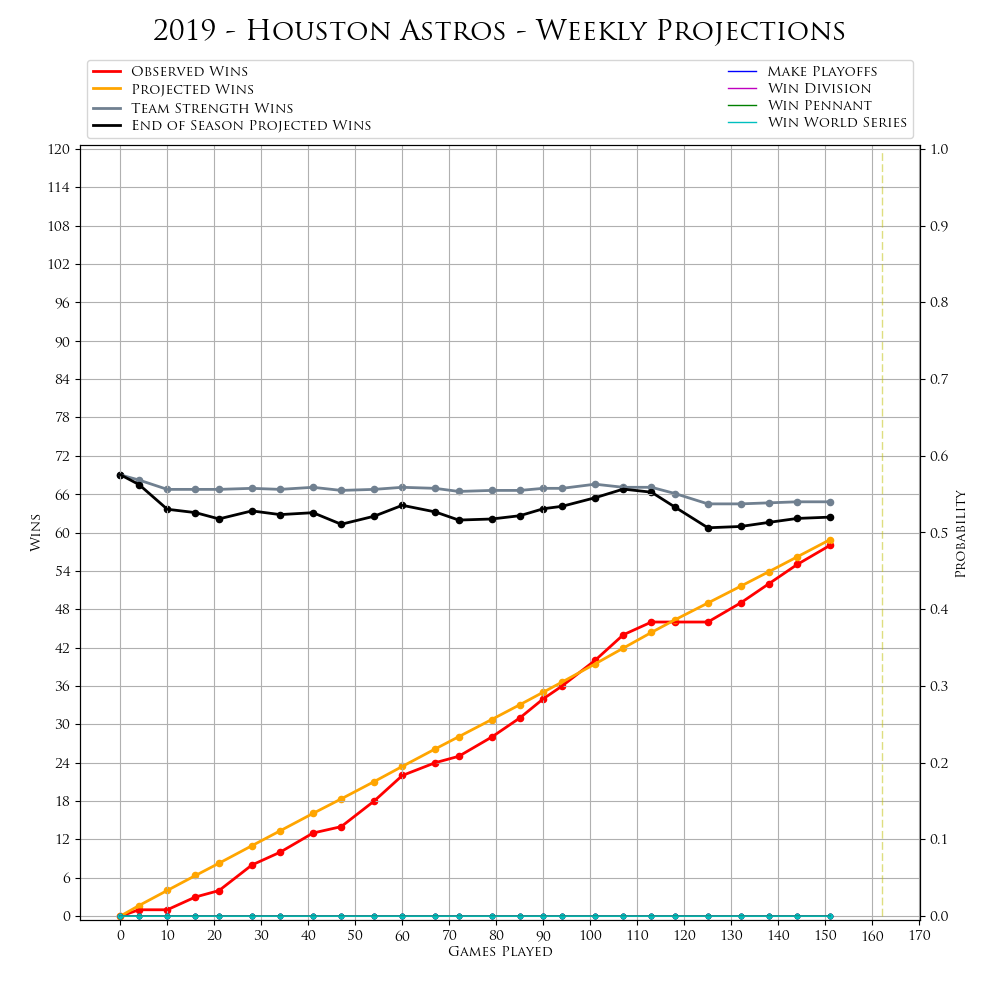 2019 - Houston Astros - Weekly Projections
Observed Wins
Projected Wins
Team Strength Wins
End of Season Projected Wins
Make Playoffs
Win Division
Win Pennant
Win World Series
120
114
108
102
96
90
84
78
72
66
60
54
48
42
36
30
24
18
12
6
0
Wins
1.0
0.9
0.8
0.7
0.6
0.5
0.4
0.3
0.2
0.1
0.0
Probability
0 10 20 30 40 50 60 70 80 90 100 110 120 130 140 150 160 170
Games Played